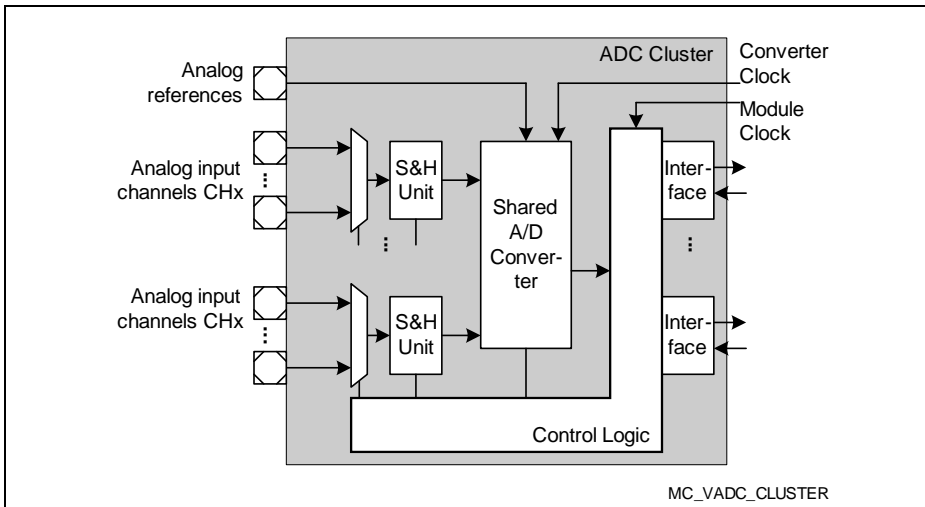 ADC Cluster
Converter
Clock
Module
Clock
Analog
references
Analog input
channels CHx
S&H
Unit
Shared
A/D
Conver-
ter
Inter-
face
Analog input
channels CHx
S&H
Unit
Inter-
face
Control Logic
MC_VADC_CLUSTER